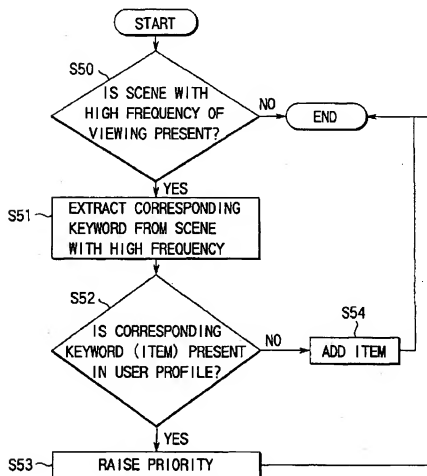 START
S50
IS SCENE WITH
HIGH FREQUENCY OF
VIEWING PRESENT?
NO
END
YES
S51
EXTRACT CORRESPONDING
KEYWORD FROM SCENE
WITH HIGH FREQUENCY
S52
IS CORRESPONDING
KEYWORD (ITEM) PRESENT
IN USER PROFILE?
NO
S54
ADD ITEM
YES
S53
RAISE PRIORITY